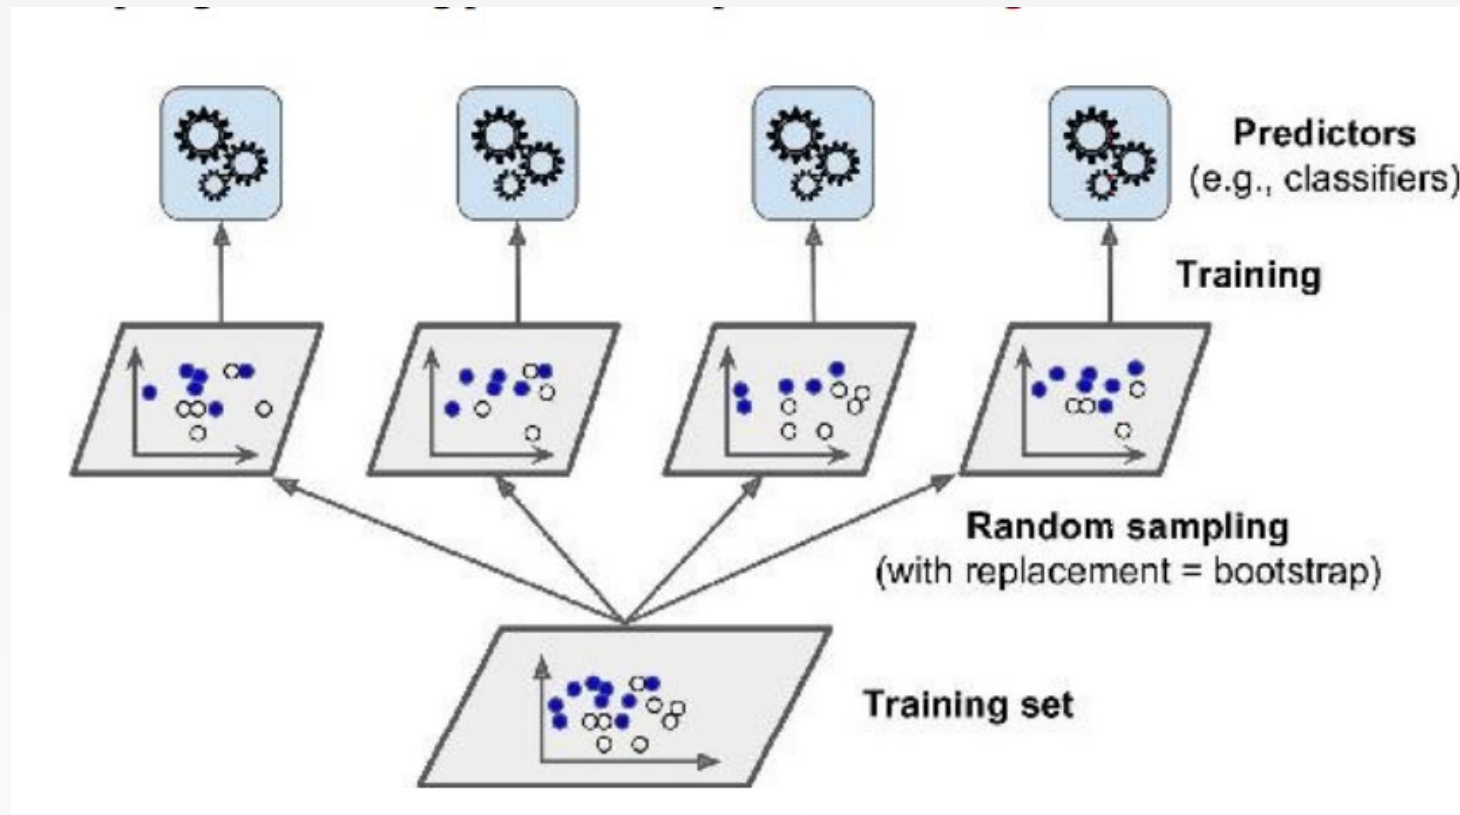 Predictors
(e.g., classifiers)
Training
Random sampling
(with replacement = bootstrap)
Training set